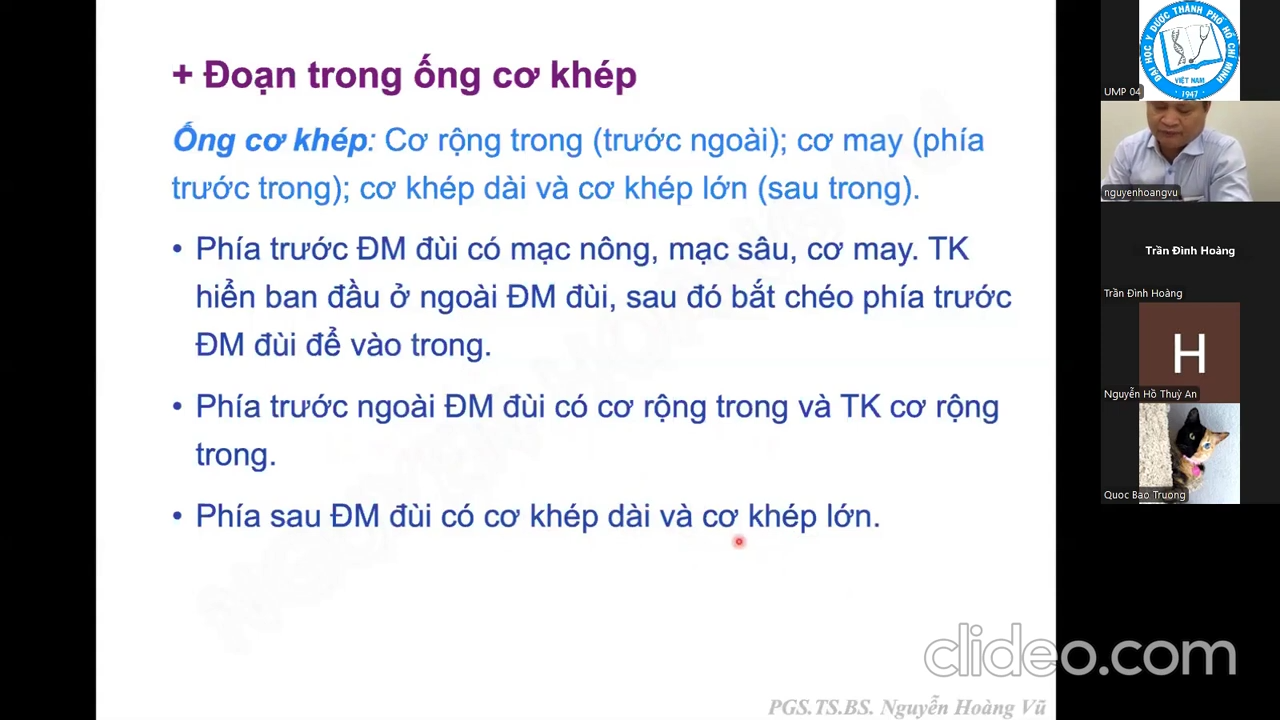 + Đoạn trong ống cơ khép
Ống cơ khép: Cơ rộng trong (trước ngoài); cơ may (phía
trước trong); cơ khép dài và cơ khép lớn (sau trong).
• Phía trước ĐM đùi có mạc nông, mạc sâu, cơ may. TK
hiển ban đầu ở ngoài ĐM đùi, sau đó bắt chéo phía trước
ĐM đùi để vào trong.
• Phía trước ngoài ĐM đùi có cơ rộng trong và TK cơ rộng
trong.
• Phía sau ĐM đùi có cơ khép dài và cơ khép lớn.
PGS.TS.BS. Nguyễn Hoàng Vũ
clideo.com
ĐẠI HỌC Y DƯỢC THÀNH PHỐ HỒ CHÍ MINH
VIỆT NAM
1947
UMP 04
nguyenhoangvu
Trần Đình Hoàng
Trần Đình Hoàng
H
Nguyễn Hồ Thuỳ An
Quoc Bao Truong